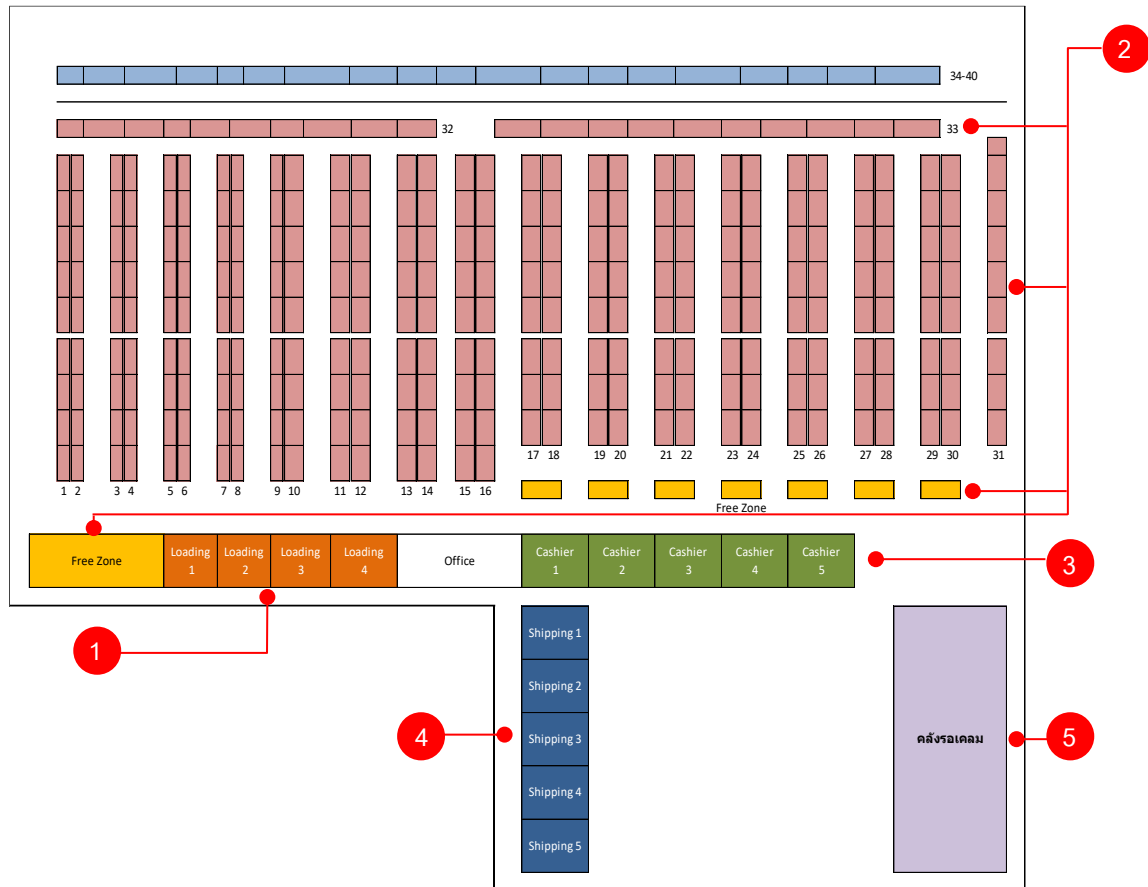 2
34-40
32
33
17 18 19 20 21 22 23 24 25 26 27 28 29 30 31
1 2 3 4 5 6 7 8 9 10 11 12 13 14 15 16
Free Zone
Free Zone
Loading 1
Loading 2
Loading 3
Loading 4
Office
Cashier 1
Cashier 2
Cashier 3
Cashier 4
Cashier 5
3
1
Shipping 1
Shipping 2
Shipping 3
Shipping 4
Shipping 5
4
คลังรอเคลม
5